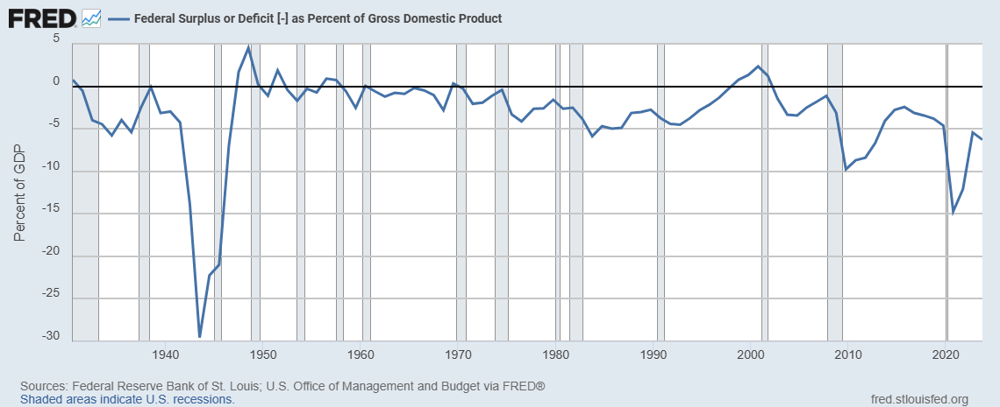 FRED Federal Surplus or Deficit [-] as Percent of Gross Domestic Product
5
0
-5
-10
-15
-20
-25
-30
Percent of GDP
1940 1950 1960 1970 1980 1990 2000 2010 2020
Sources: Federal Reserve Bank of St. Louis; U.S. Office of Management and Budget via FRED®
Shaded areas indicate U.S. recessions. fred.stlouisfed.org